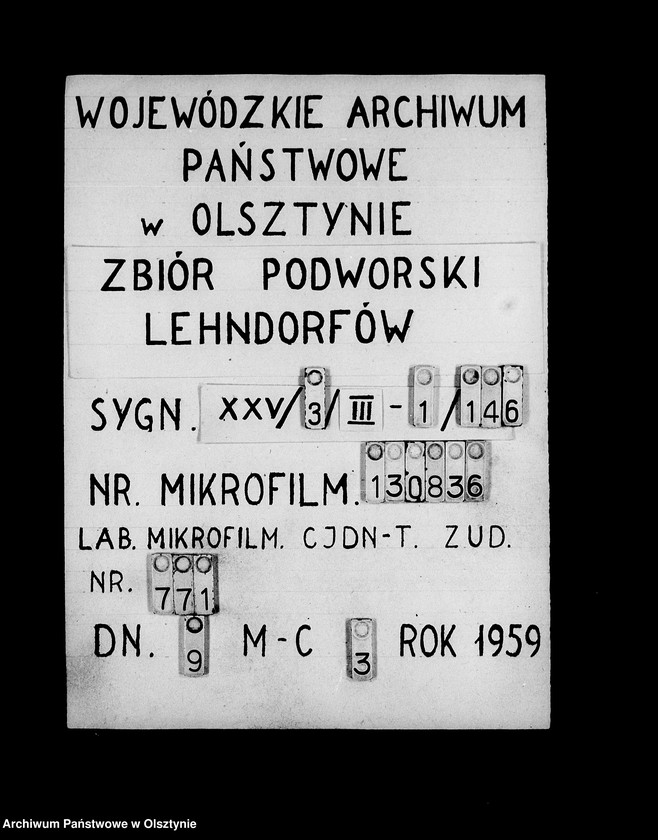 WOJEWÓDZKIE ARCHIWUM
PAŃSTWOWE
w OLSZTYNIE
ZBIÓR PODWORSKI
LEHNDORFÓW
SYGN. XXV/3/III-1/146
NR. MIKROFILM. 130836
LAB. MIKROFILM. CJDN-T. ZUD.
NR. 771
DN. 9 M-C 3 ROK 1959
Archiwum Państwowe w Olsztynie